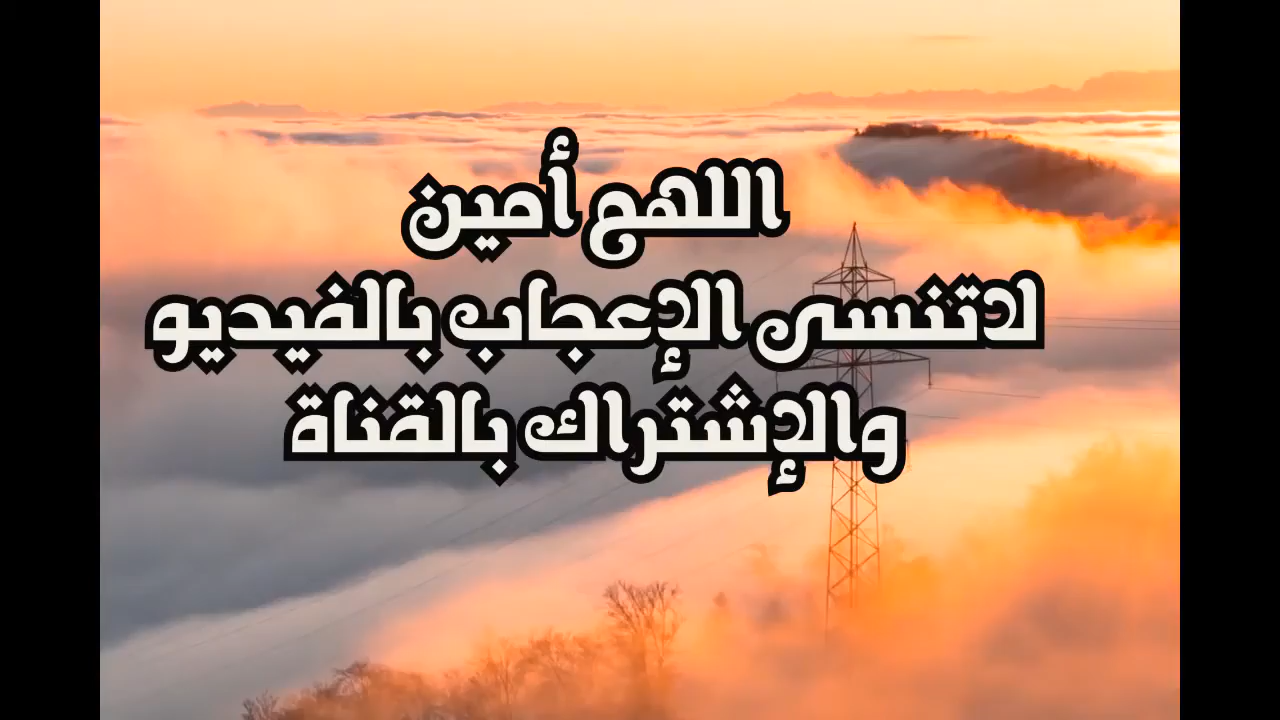 اللهم أمين
لاتنسى الإعجاب بالفيديو
والإشتراك بالقناة